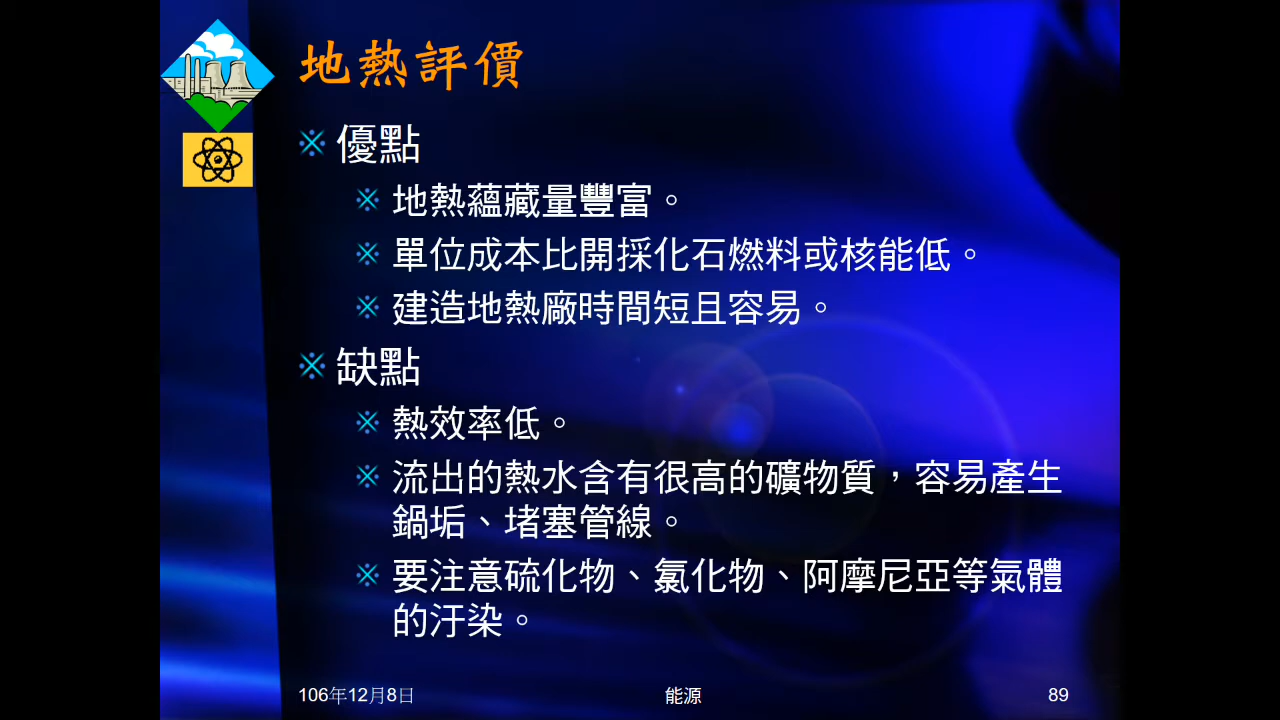 地熱評價
※ 優點
※ 地熱蘊藏量豐富。
※ 單位成本比開採化石燃料或核能低。
※ 建造地熱廠時間短且容易。
※ 缺點
※ 熱效率低。
※ 流出的熱水含有很高的礦物質，容易產生
鍋垢、堵塞管線。
※ 要注意硫化物、氯化物、阿摩尼亞等氣體
的汙染。
106年12月8日
能源
89